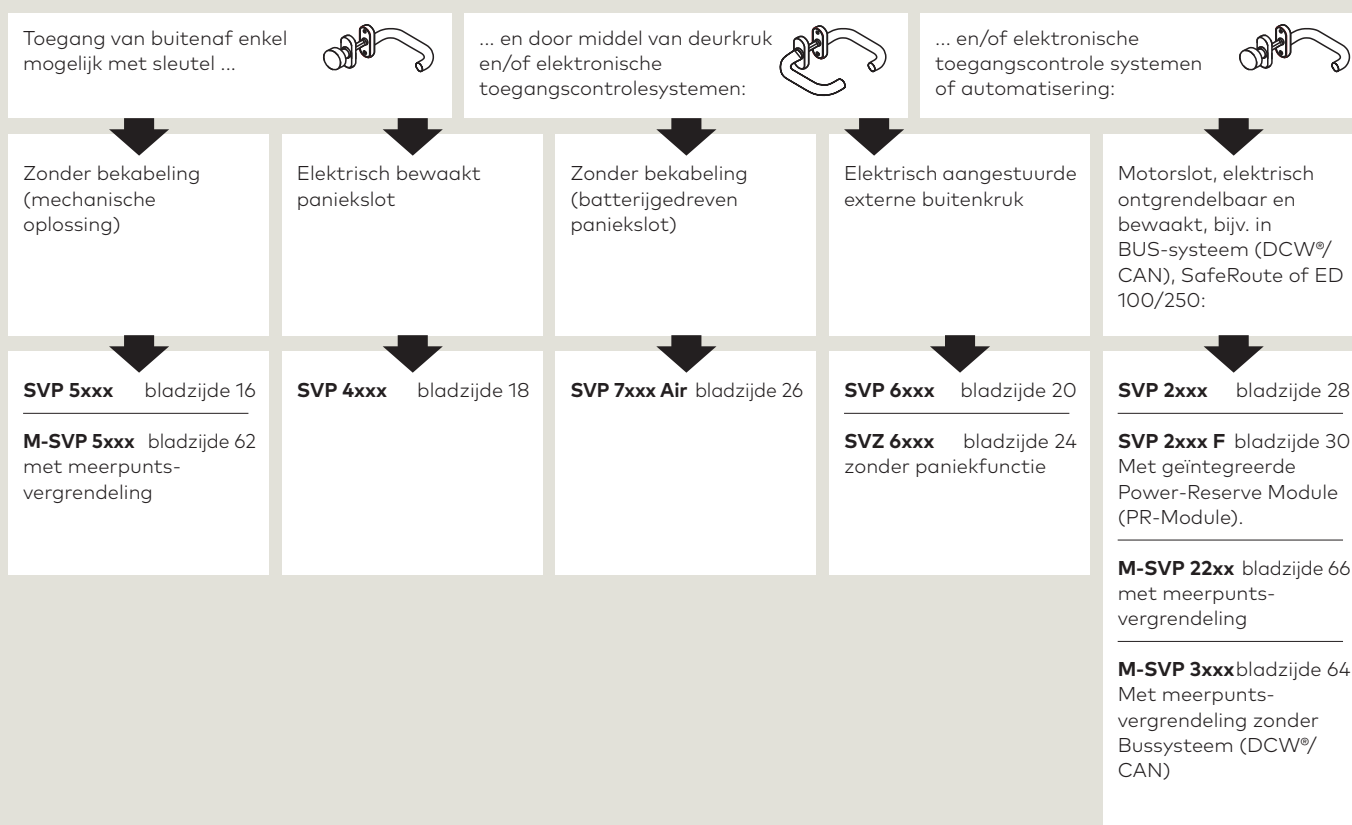 Toegang van buitenaf enkel
mogelijk met sleutel ...
... en door middel van deurkruk
en/of elektronische
toegangscontrolesystemen:
... en/of elektronische
toegangscontrole systemen
of automatisering:
Zonder bekabeling
(mechanische
oplossing)
Elektrisch bewaakt
paniekslot
Zonder bekabeling
(batterijgedreven
paniekslot)
Elektrisch aangestuurde
externe buitenkruk
Motorslot, elektrisch
ontgrendelbaar en
bewaakt, bijv. in
BUS-systeem (DCW®/
CAN), SafeRoute of ED
100/250:
SVP 5xxx bladzijde 16
M-SVP 5xxx bladzijde 62
met meerpunts-
vergrendeling
SVP 4xxx bladzijde 18
SVP 7xxx Air bladzijde 26
SVP 6xxx bladzijde 20
SVZ 6xxx bladzijde 24
zonder paniekfunctie
SVP 2xxx bladzijde 28
SVP 2xxx F bladzijde 30
Met geïntegreerde
Power-Reserve Module
(PR-Module).
M-SVP 22xx bladzijde 66
met meerpunts-
vergrendeling
M-SVP 3xxx bladzijde 64
Met meerpunts-
vergrendeling zonder
Bussysteem (DCW®/
CAN)